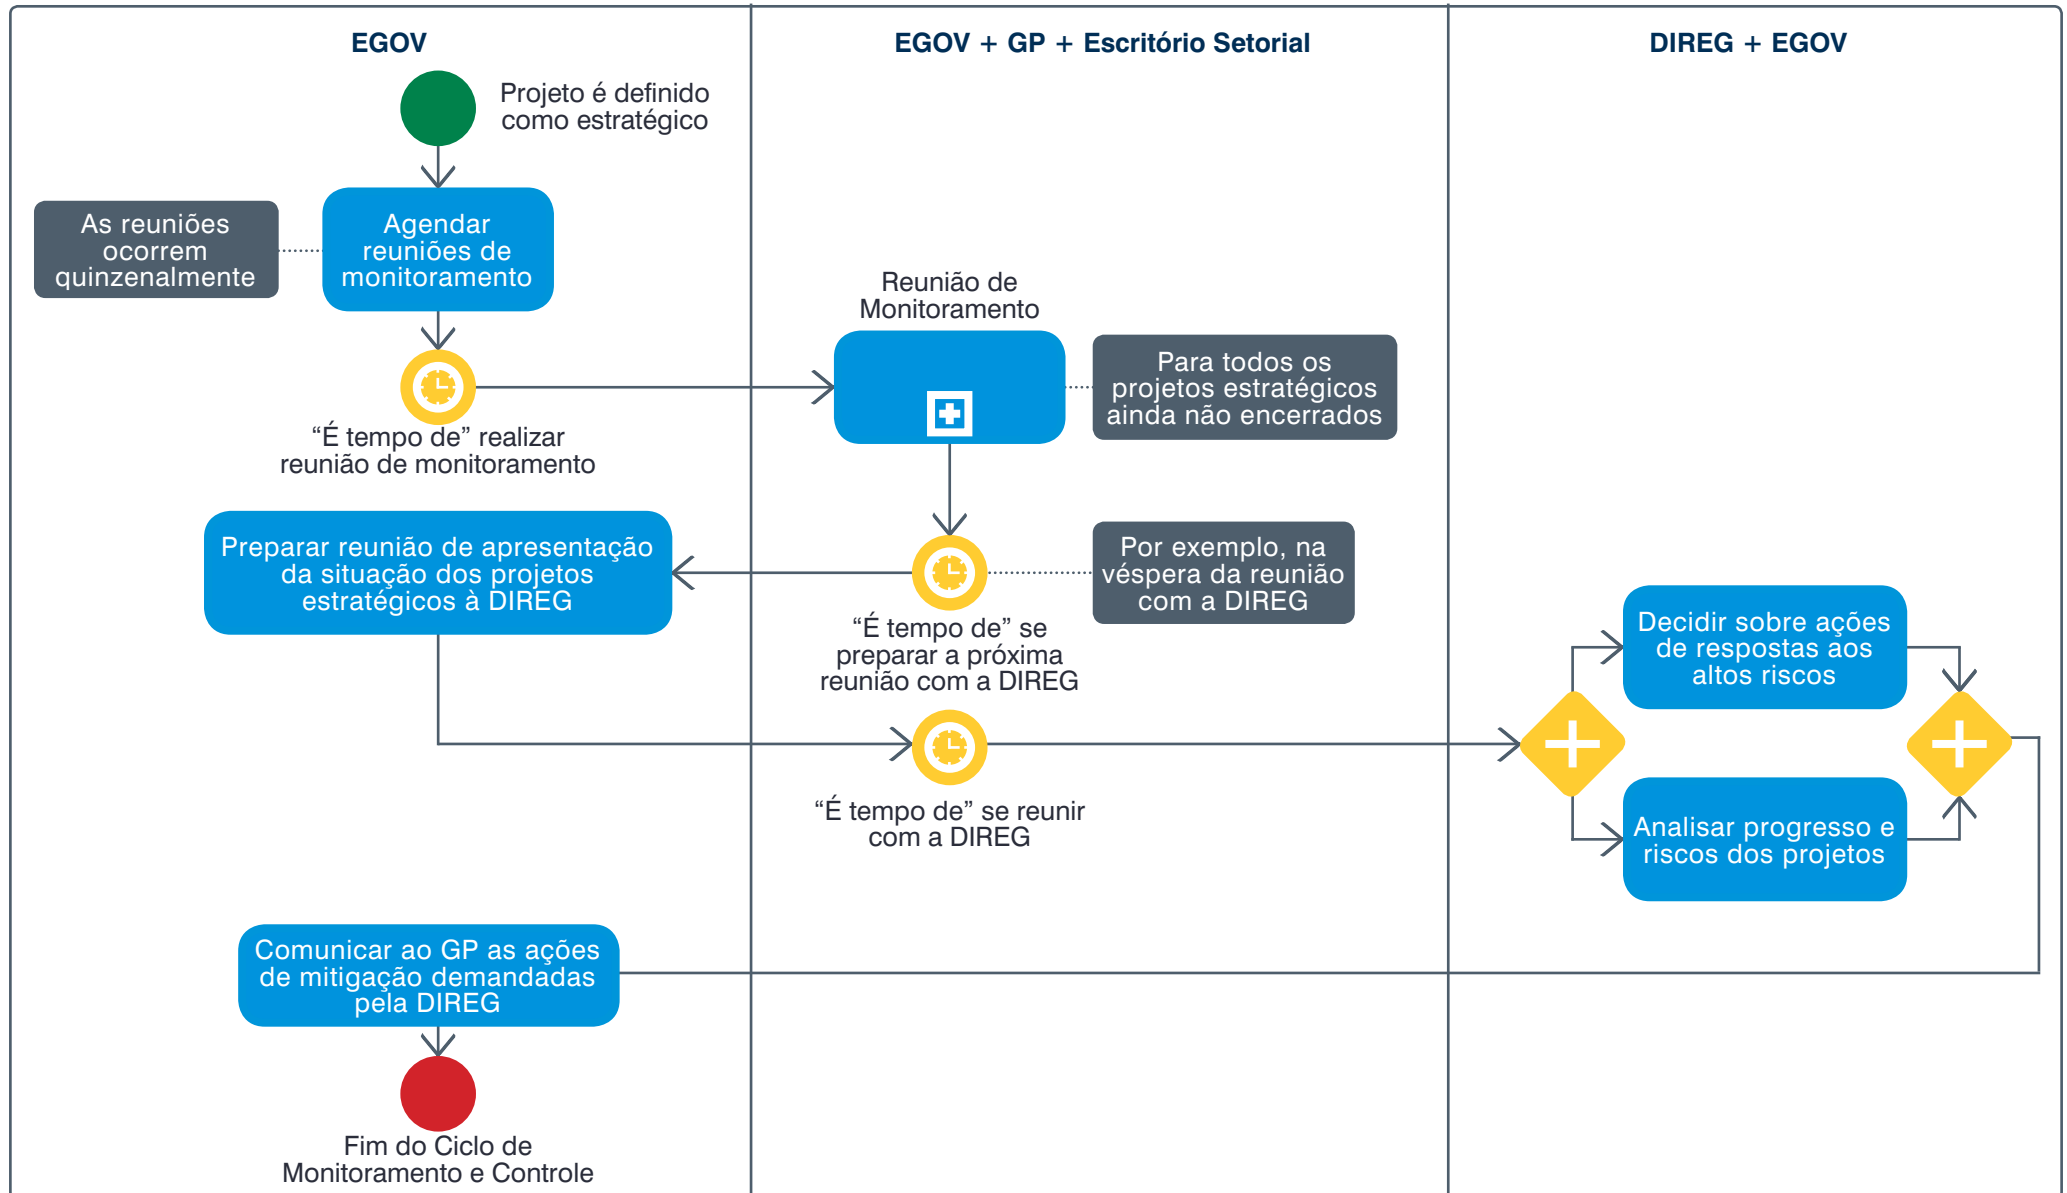 EGOV
EGOV + GP + Escritório Setorial
DIREG + EGOV
Projeto é definido
como estratégico
As reuniões
ocorrem
quinzenalmente
Agendar
reuniões de
monitoramento
“É tempo de” realizar
reunião de monitoramento
Reunião de
Monitoramento
Para todos os
projetos estratégicos
ainda não encerrados
Preparar reunião de apresentação
da situação dos projetos
estratégicos à DIREG
Por exemplo, na
véspera da reunião
com a DIREG
“É tempo de” se
preparar a próxima
reunião com a DIREG
“É tempo de” se reunir
com a DIREG
Decidir sobre ações
de respostas aos
altos riscos
Analisar progresso e
riscos dos projetos
Comunicar ao GP as ações
de mitigação demandadas
pela DIREG
Fim do Ciclo de
Monitoramento e Controle